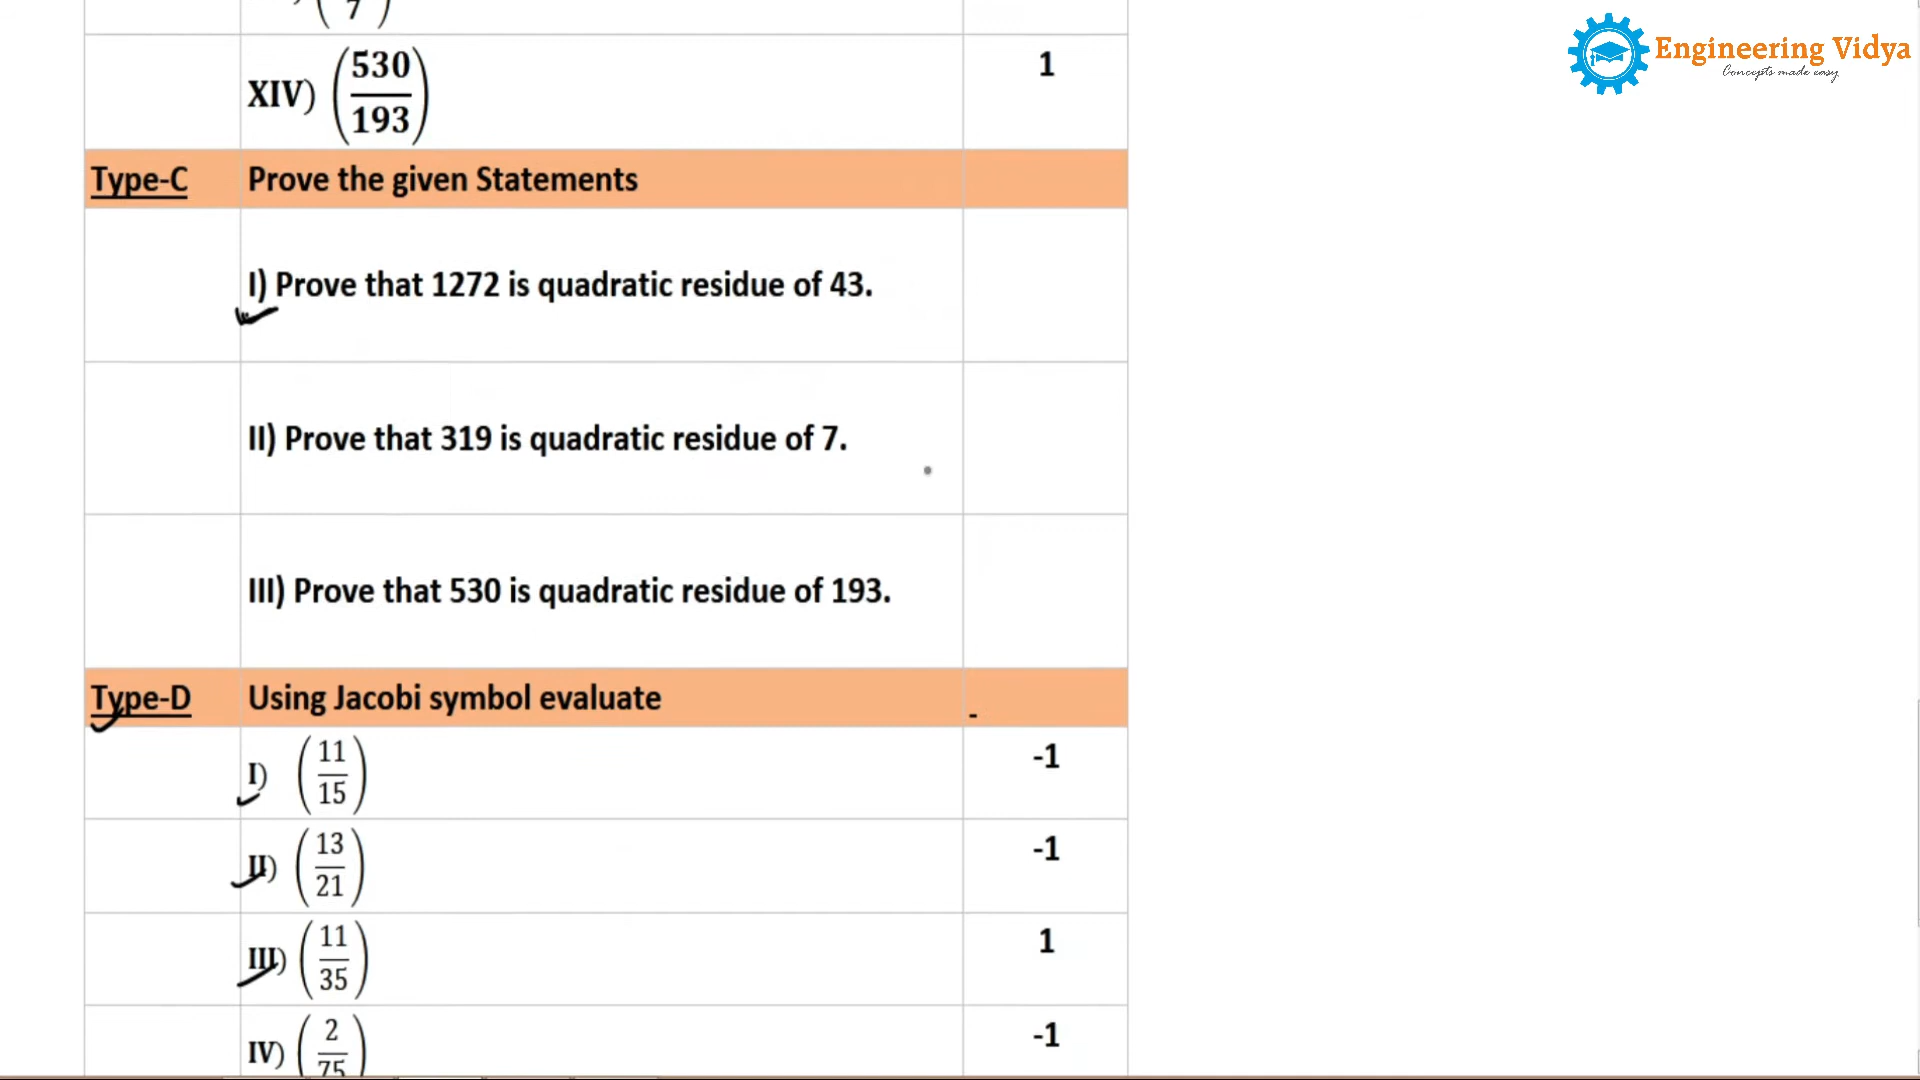 7
XIV) (530/193) 1
Engineering Vidya
Concepts made easy
Type-C Prove the given Statements
I) Prove that 1272 is quadratic residue of 43.
II) Prove that 319 is quadratic residue of 7.
III) Prove that 530 is quadratic residue of 193.
Type-D Using Jacobi symbol evaluate -
I) (11/15) -1
II) (13/21) -1
III) (11/35) 1
IV) (2/75) -1